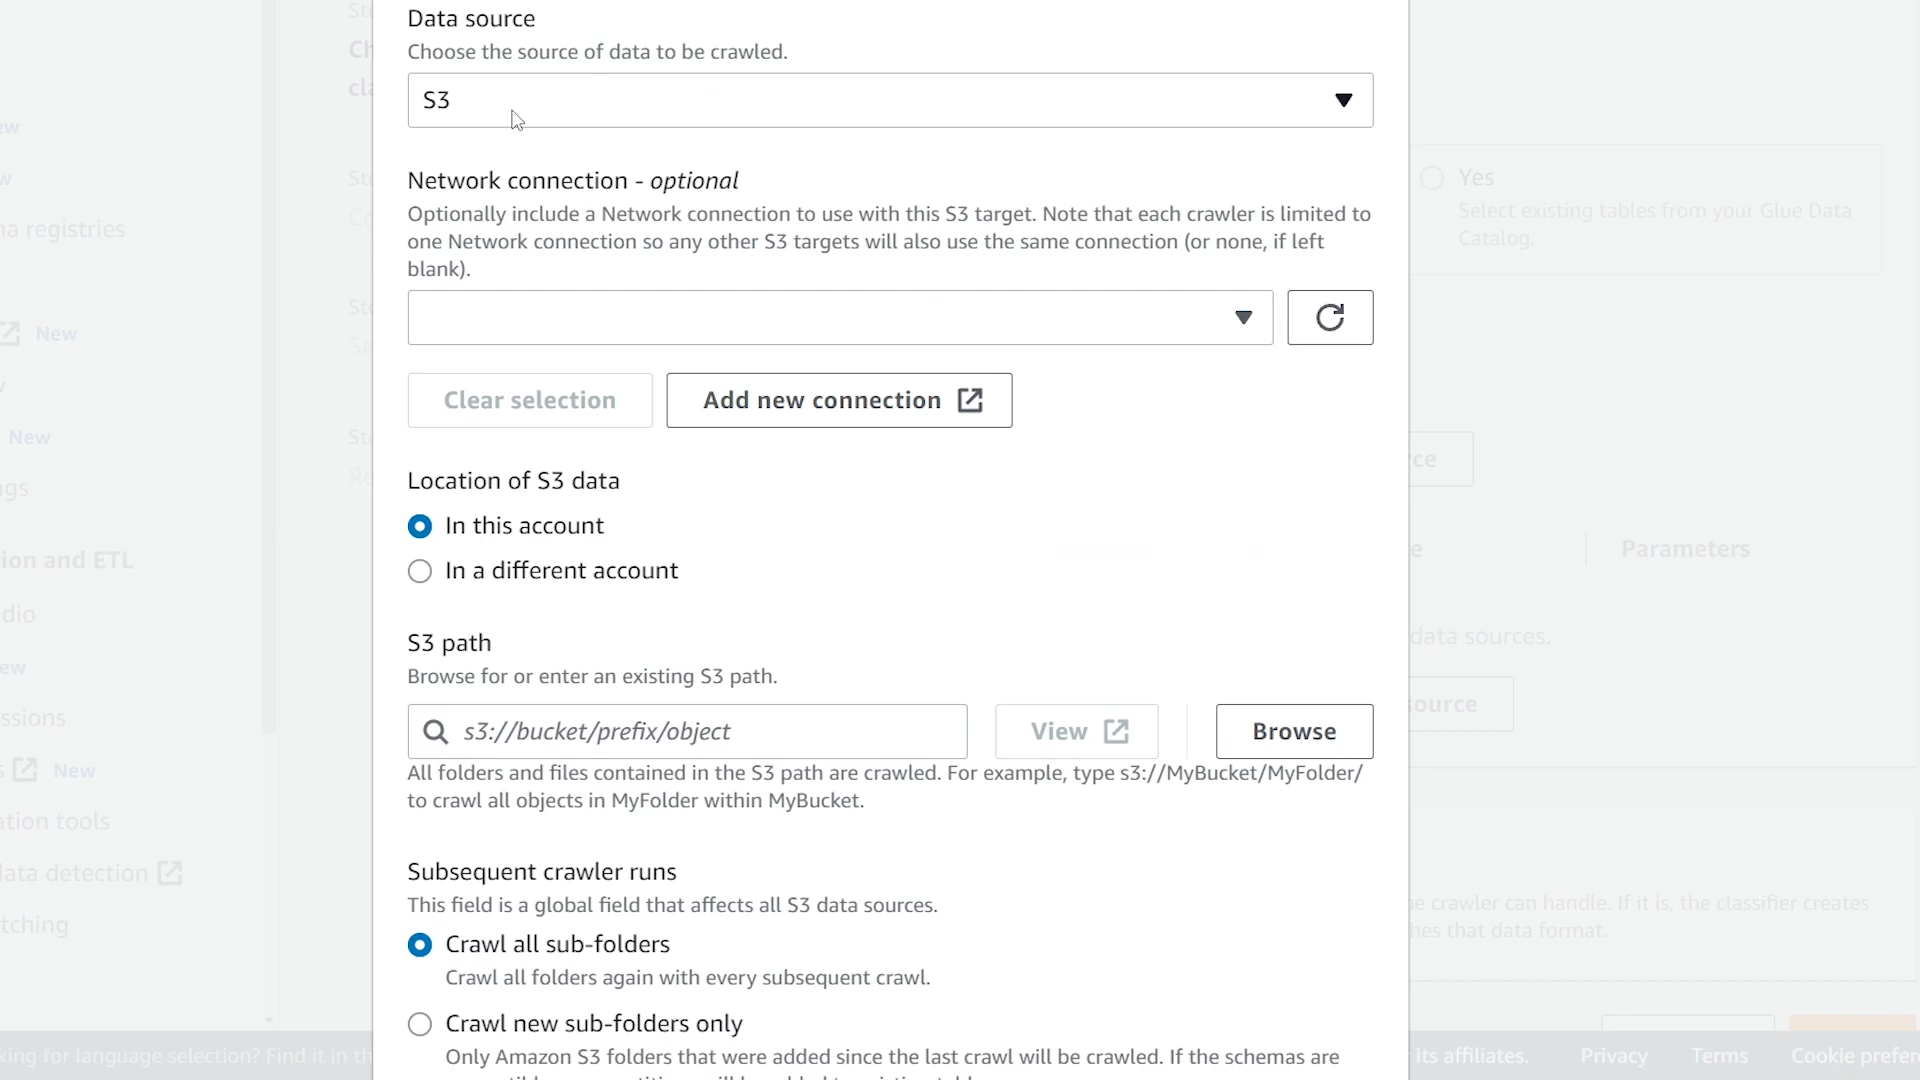 Data source
Choose the source of data to be crawled.
S3
Network connection - optional
Optionally include a Network connection to use with this S3 target. Note that each crawler is limited to
one Network connection so any other S3 targets will also use the same connection (or none, if left
blank).
Clear selection
Add new connection
Location of S3 data
In this account
In a different account
S3 path
Browse for or enter an existing S3 path.
s3://bucket/prefix/object
View
Browse
All folders and files contained in the S3 path are crawled. For example, type s3://MyBucket/MyFolder/
to crawl all objects in MyFolder within MyBucket.
Subsequent crawler runs
This field is a global field that affects all S3 data sources.
Crawl all sub-folders
Crawl all folders again with every subsequent crawl.
Crawl new sub-folders only
Only Amazon S3 folders that were added since the last crawl will be crawled. If the schemas are
registries
New
New
and ETL
New
tools
detection
Yes
Select existing tables from your Glue Data
Catalog.
Parameters
data sources.
crawler can handle. If it is, the classifier creates
that data format.
for language selection? Find it in
its affiliates.
Privacy
Terms
Cookie